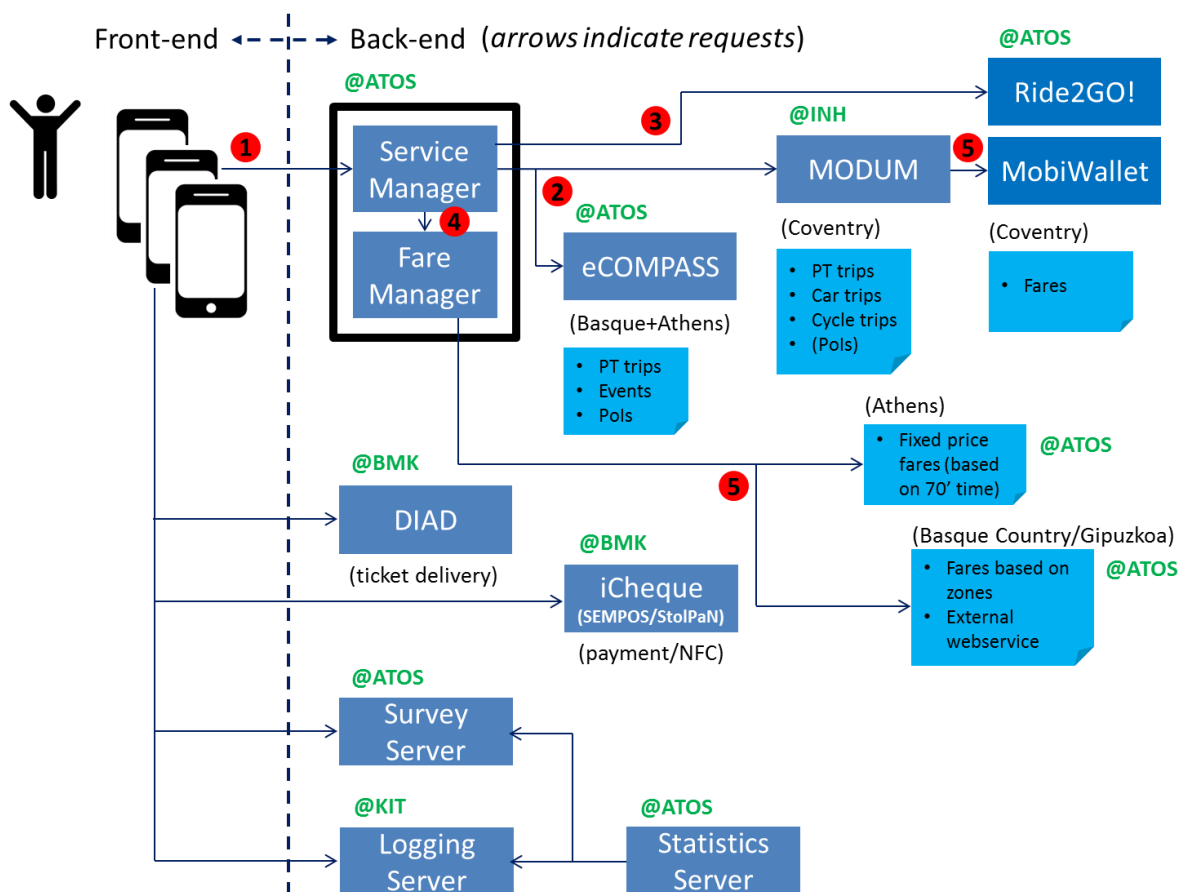 Front-end
Back-end (arrows indicate requests)
@ATOS
@ATOS
Ride2GO!
3
@INH
1
Service
Manager
MODUM
5
MobiWallet
2
@ATOS
4
(Coventry)
(Coventry)
Fare
Manager
eCOMPASS
• PT trips
• Car trips
• Cycle trips
• (PoIs)
• Fares
(Basque+Athens)
• PT trips
• Events
• PoIs
(Athens)
• Fixed price
fares (based
on 70’ time)
@ATOS
@BMK
5
DIAD
(ticket delivery)
@BMK
(Basque Country/Gipuzkoa)
• Fares based on
zones
• External
webservice
@ATOS
iCheque
(SEMPOS/StolPaN)
(payment/NFC)
@ATOS
Survey
Server
@KIT
@ATOS
Logging
Server
Statistics
Server